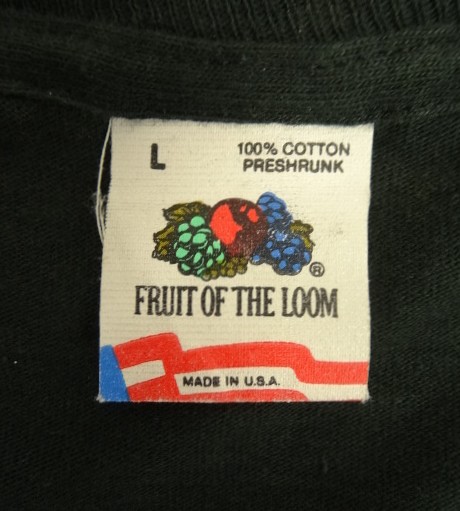 L
100% COTTON
PRESHRUNK
®
FRUIT OF THE LOOM
MADE IN U.S.A.